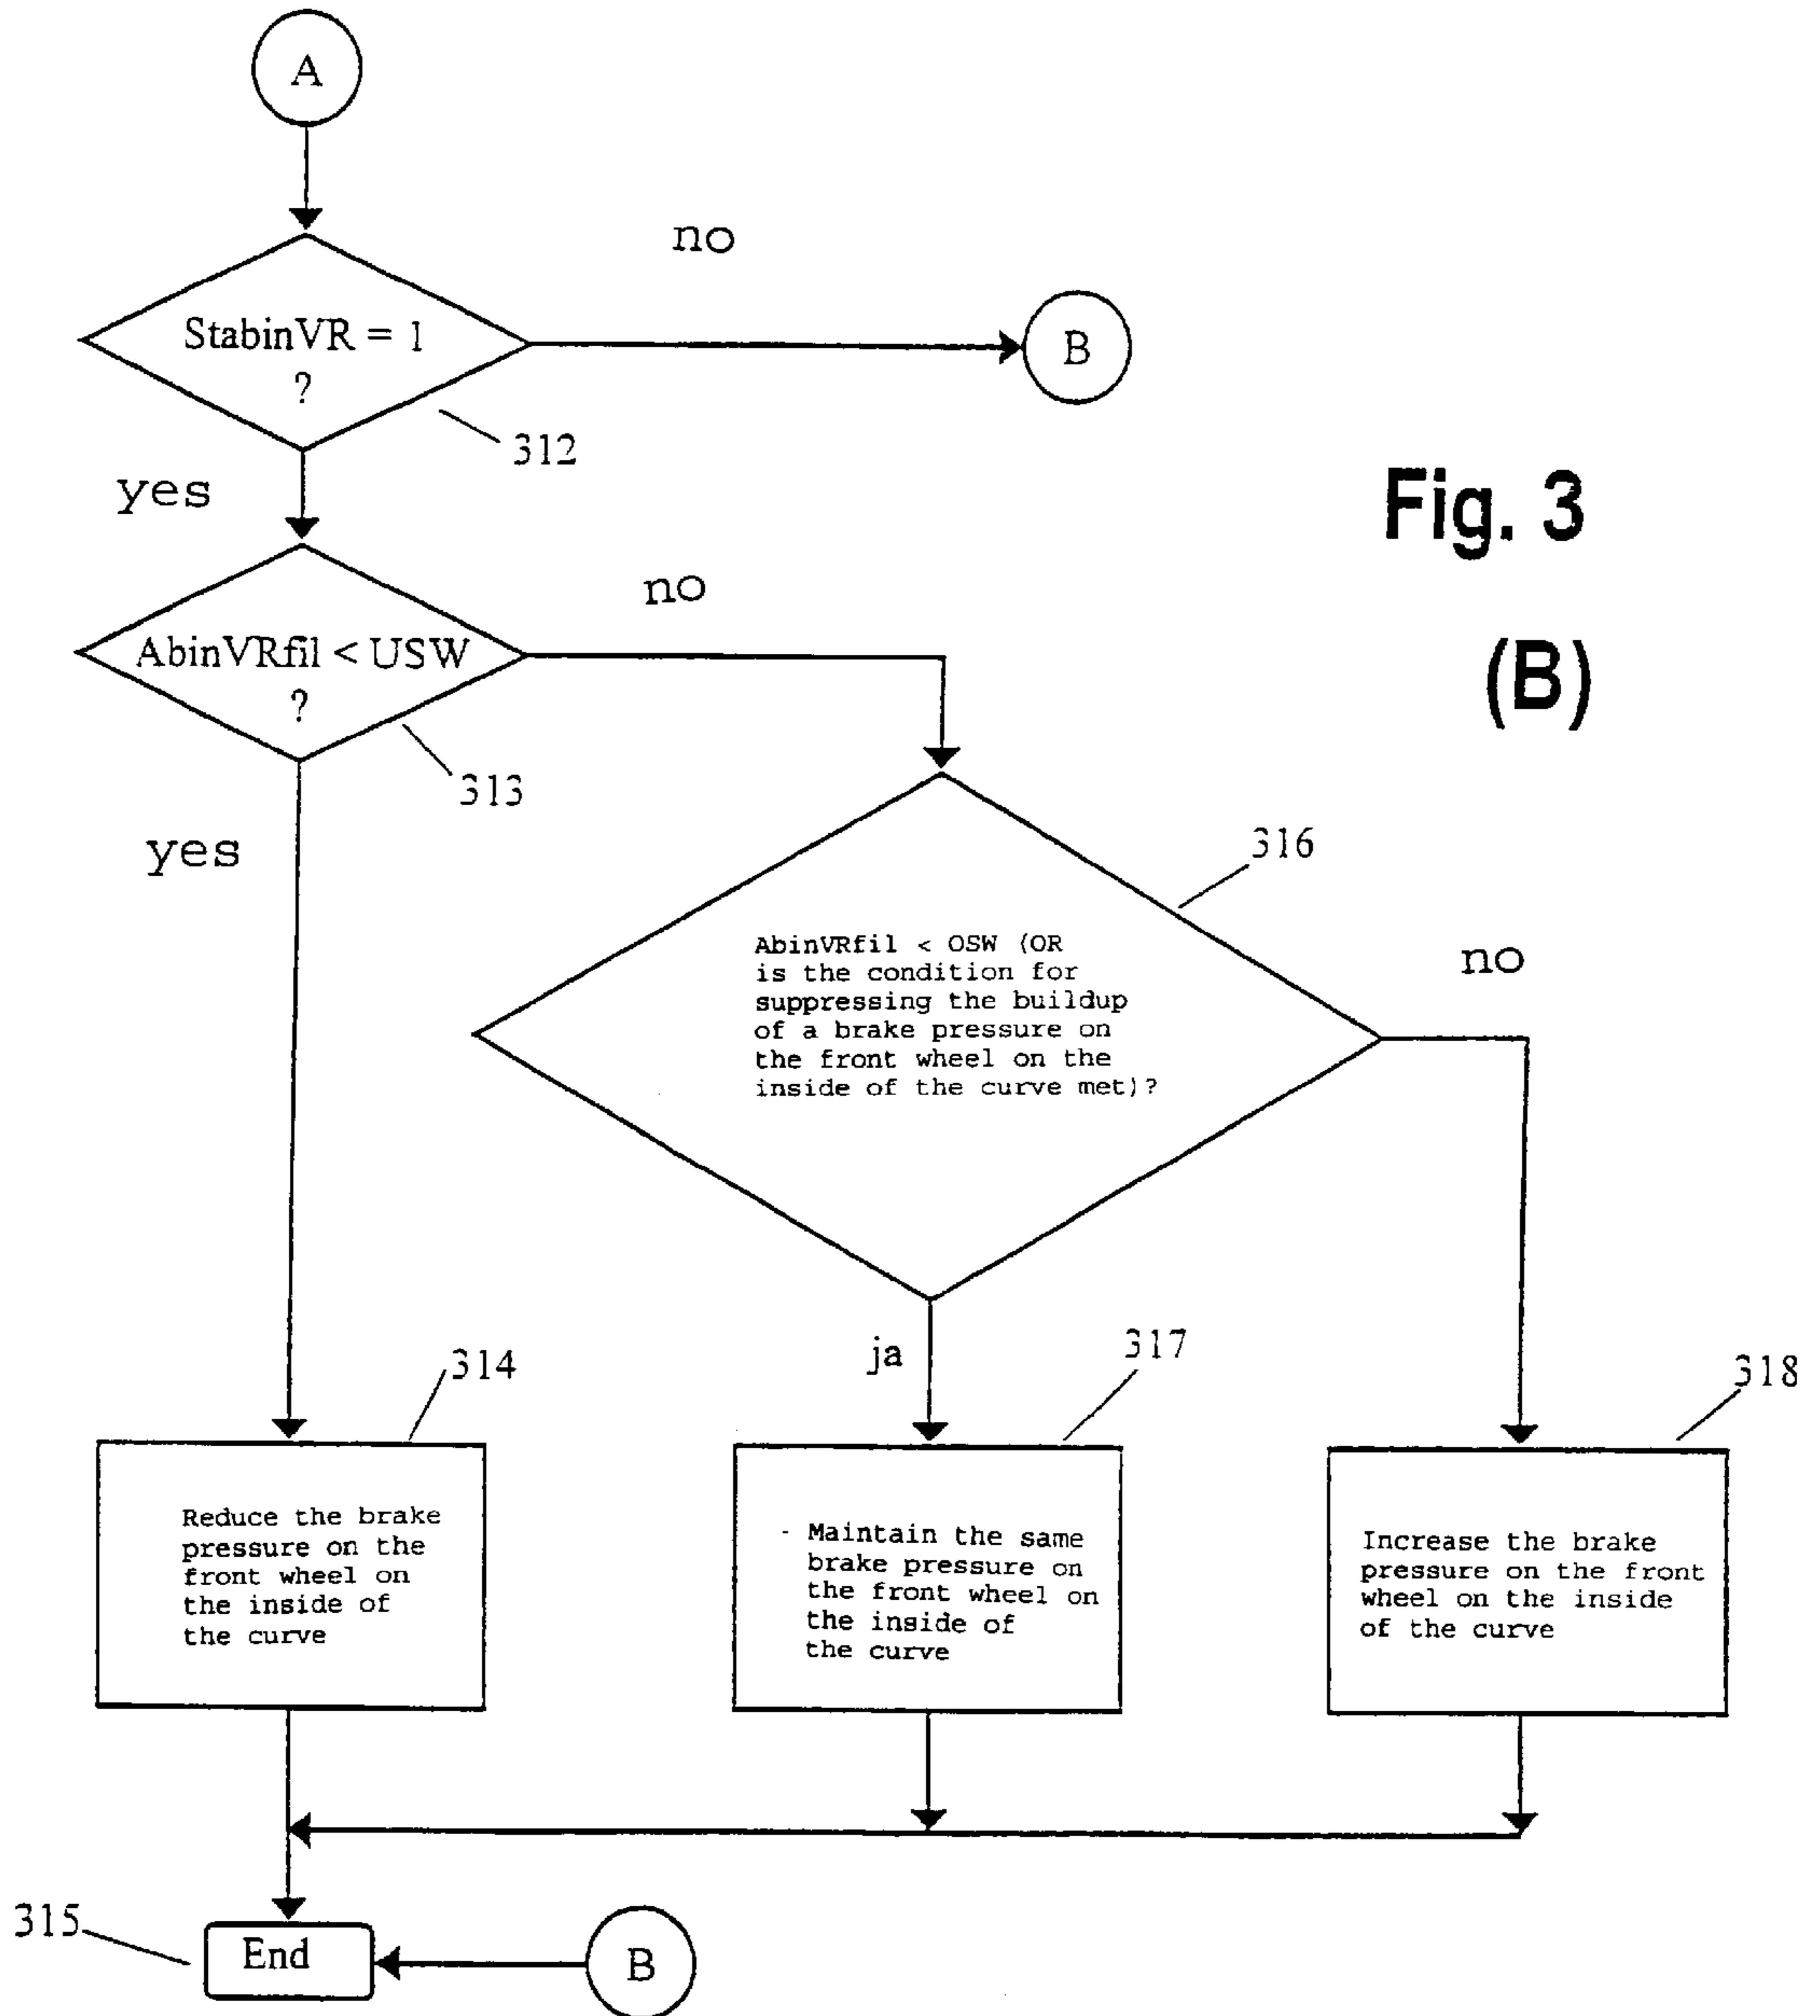 A
no
StabinVR = 1
?
B
312
yes
Fig. 3
(B)
no
AbinVRfil < USW
?
313
yes
316
AbinVRfil < OSW (OR
is the condition for
suppressing the buildup
of a brake pressure on
the front wheel on the
inside of the curve met)?
no
ja
314
317
318
Reduce the brake
pressure on the
front wheel on
the inside of
the curve
- Maintain the same
brake pressure on
the front wheel on
the inside of
the curve
Increase the brake
pressure on the front
wheel on the inside
of the curve
315
End
B